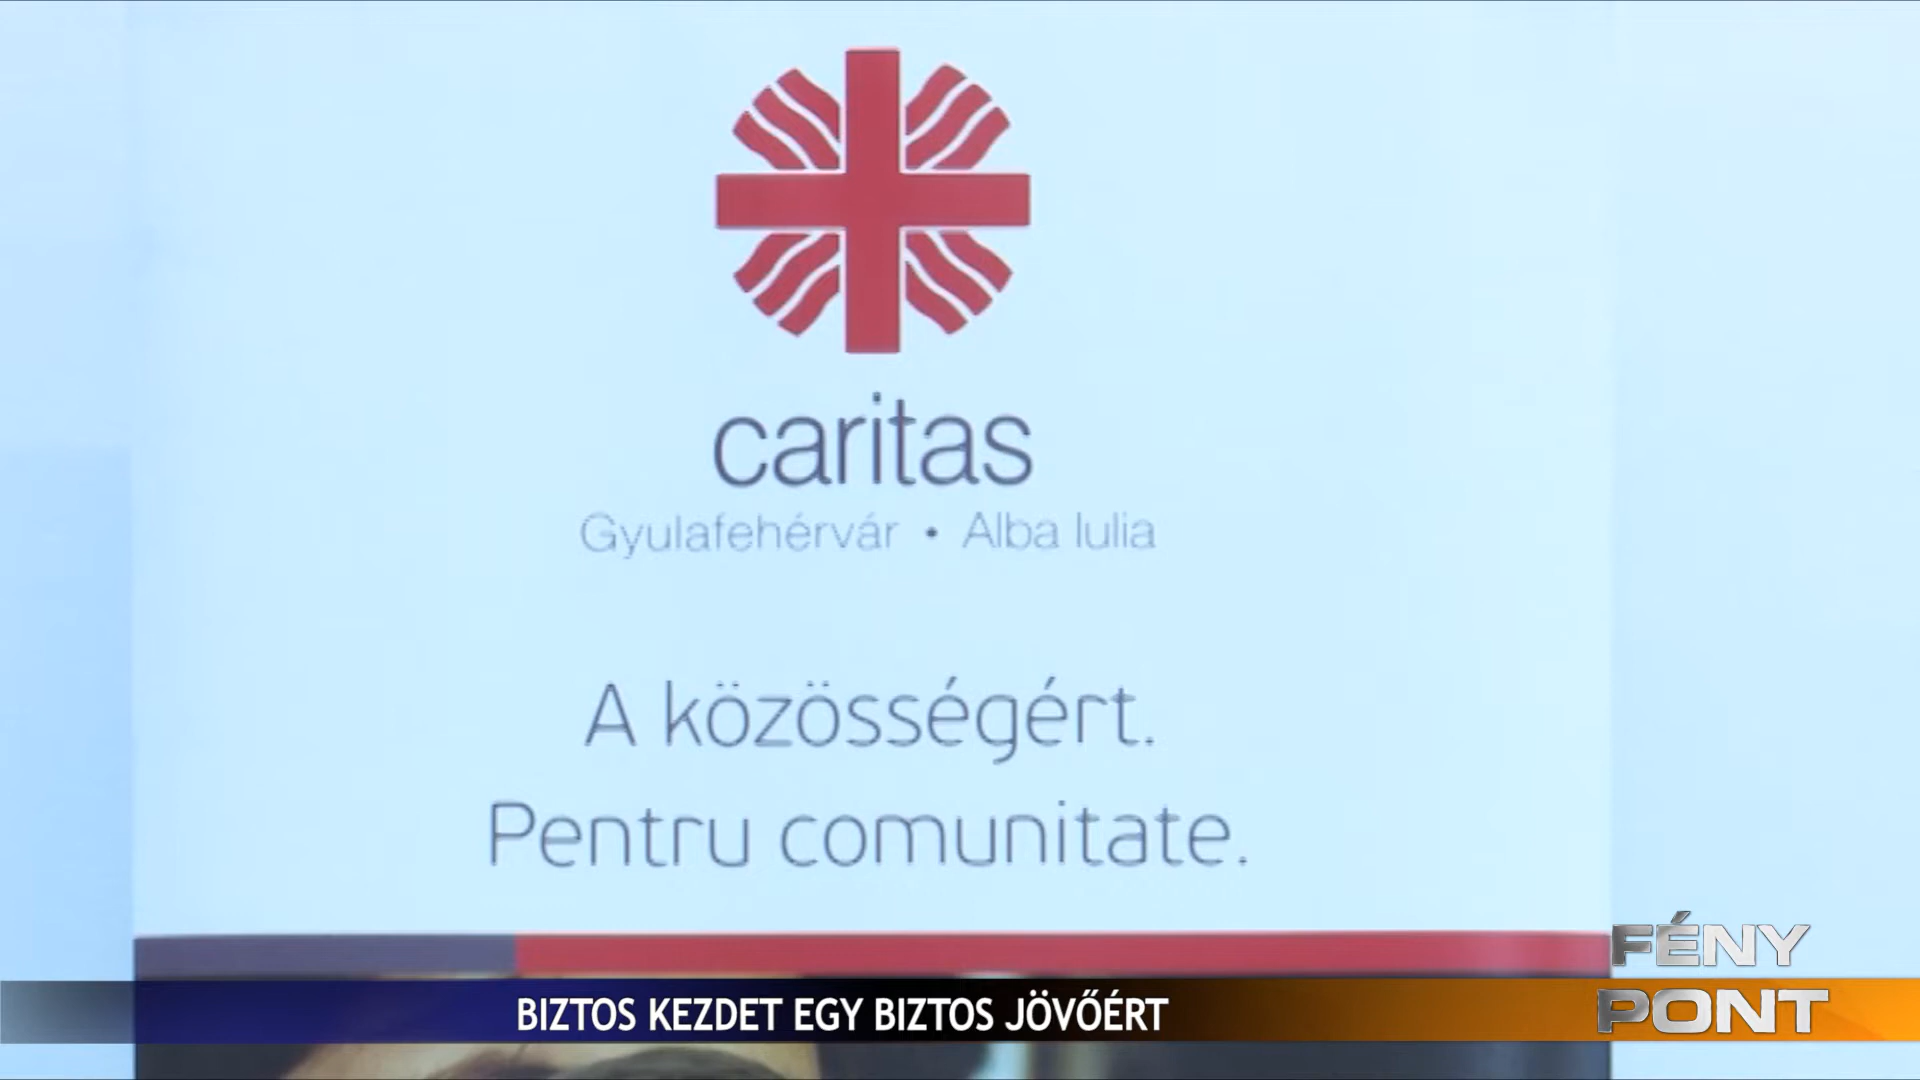 caritas
Gyulafehérvár • Alba Iulia
A közösségért.
Pentru comunitate.
BIZTOS KEZDET EGY BIZTOS JÖVŐÉRT
FÉNY
PONT